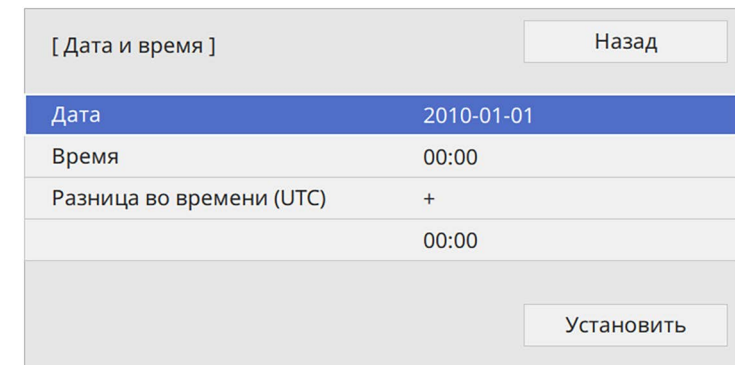 [ Дата и время ] Назад
Дата 2010-01-01
Время 00:00
Разница во времени (UTC) +
00:00
Установить